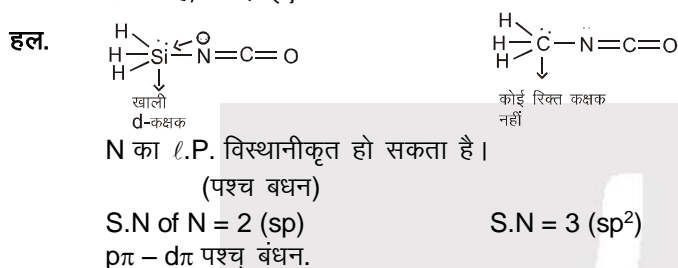 हल.
H
H—Si—N=C=O
H
खाली
d-कक्षक
H
H—C—N=C=O
H
कोई रिक्त कक्षक
नहीं
N का ℓ.P. विस्थानीकृत हो सकता है।
(पश्च बधन)
S.N of N = 2 (sp)
S.N = 3 (sp²)
pπ – dπ पश्च बंधन.